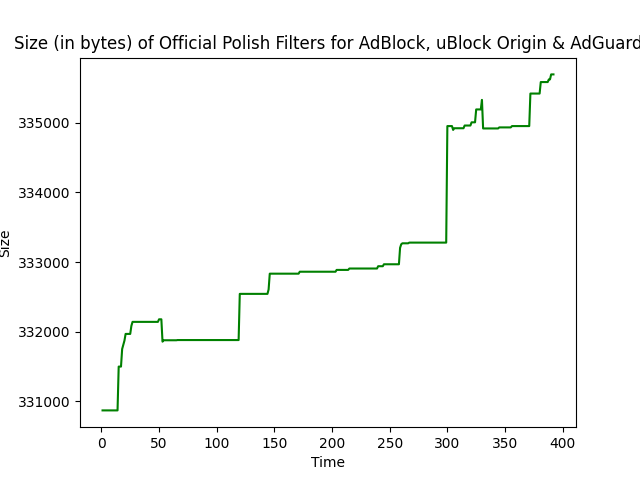 Size (in bytes) of Official Polish Filters for AdBlock, uBlock Origin & AdGuard
335000
334000
333000
332000
331000
Size
0 50 100 150 200 250 300 350 400
Time